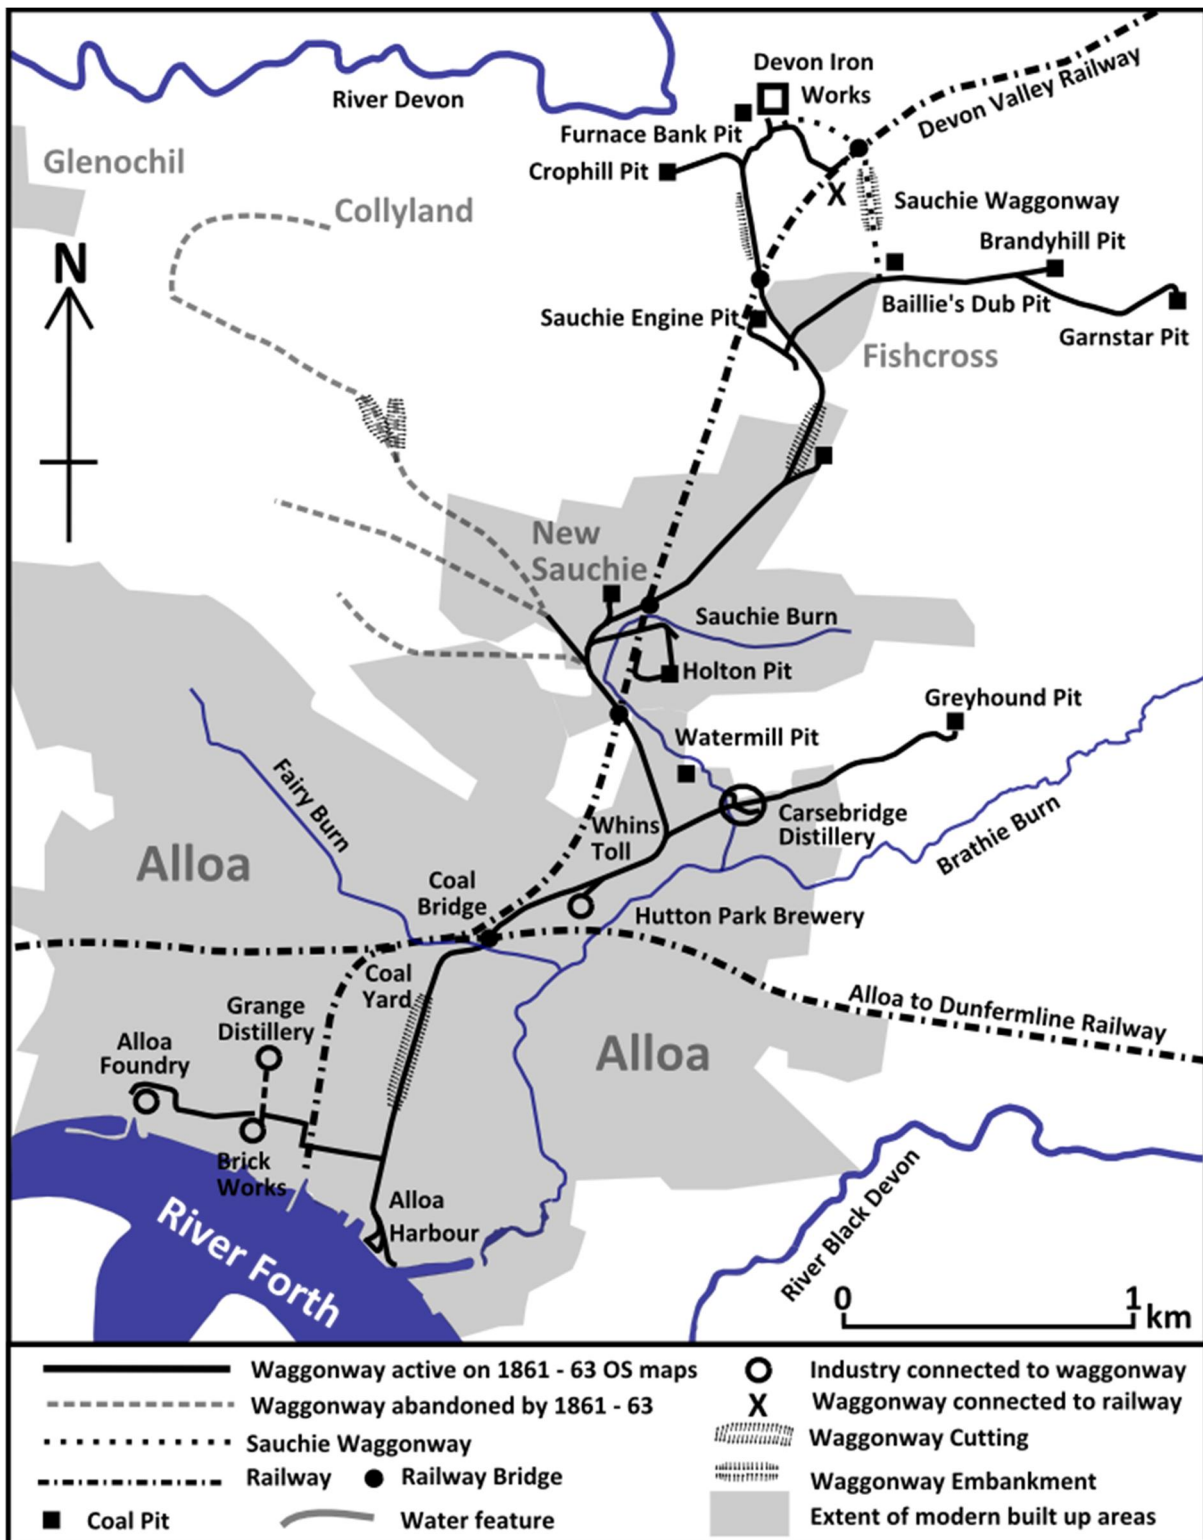 Devon Iron
Works
Devon Valley Railway
River Devon
Furnace Bank Pit
Crophill Pit
Glenochil
Collyland
X
Sauchie Waggonway
Brandyhill Pit
N
Baillie's Dub Pit
Sauchie Engine Pit
Garnstar Pit
Fishcross
New
Sauchie
Sauchie Burn
Holton Pit
Greyhound Pit
Watermill Pit
Fairy Burn
Whins
Toll
Carsebridge
Distillery
Brathie Burn
Alloa
Coal
Bridge
Hutton Park Brewery
Coal
Yard
Grange
Distillery
Alloa to Dunfermline Railway
Alloa
Foundry
Alloa
Brick
Works
River Black Devon
Alloa
Harbour
River Forth
0 1
km
Waggonway active on 1861 - 63 OS maps
Waggonway abandoned by 1861 - 63
Sauchie Waggonway
Railway
Railway Bridge
Coal Pit
Water feature
Industry connected to waggonway
X Waggonway connected to railway
Waggonway Cutting
Waggonway Embankment
Extent of modern built up areas